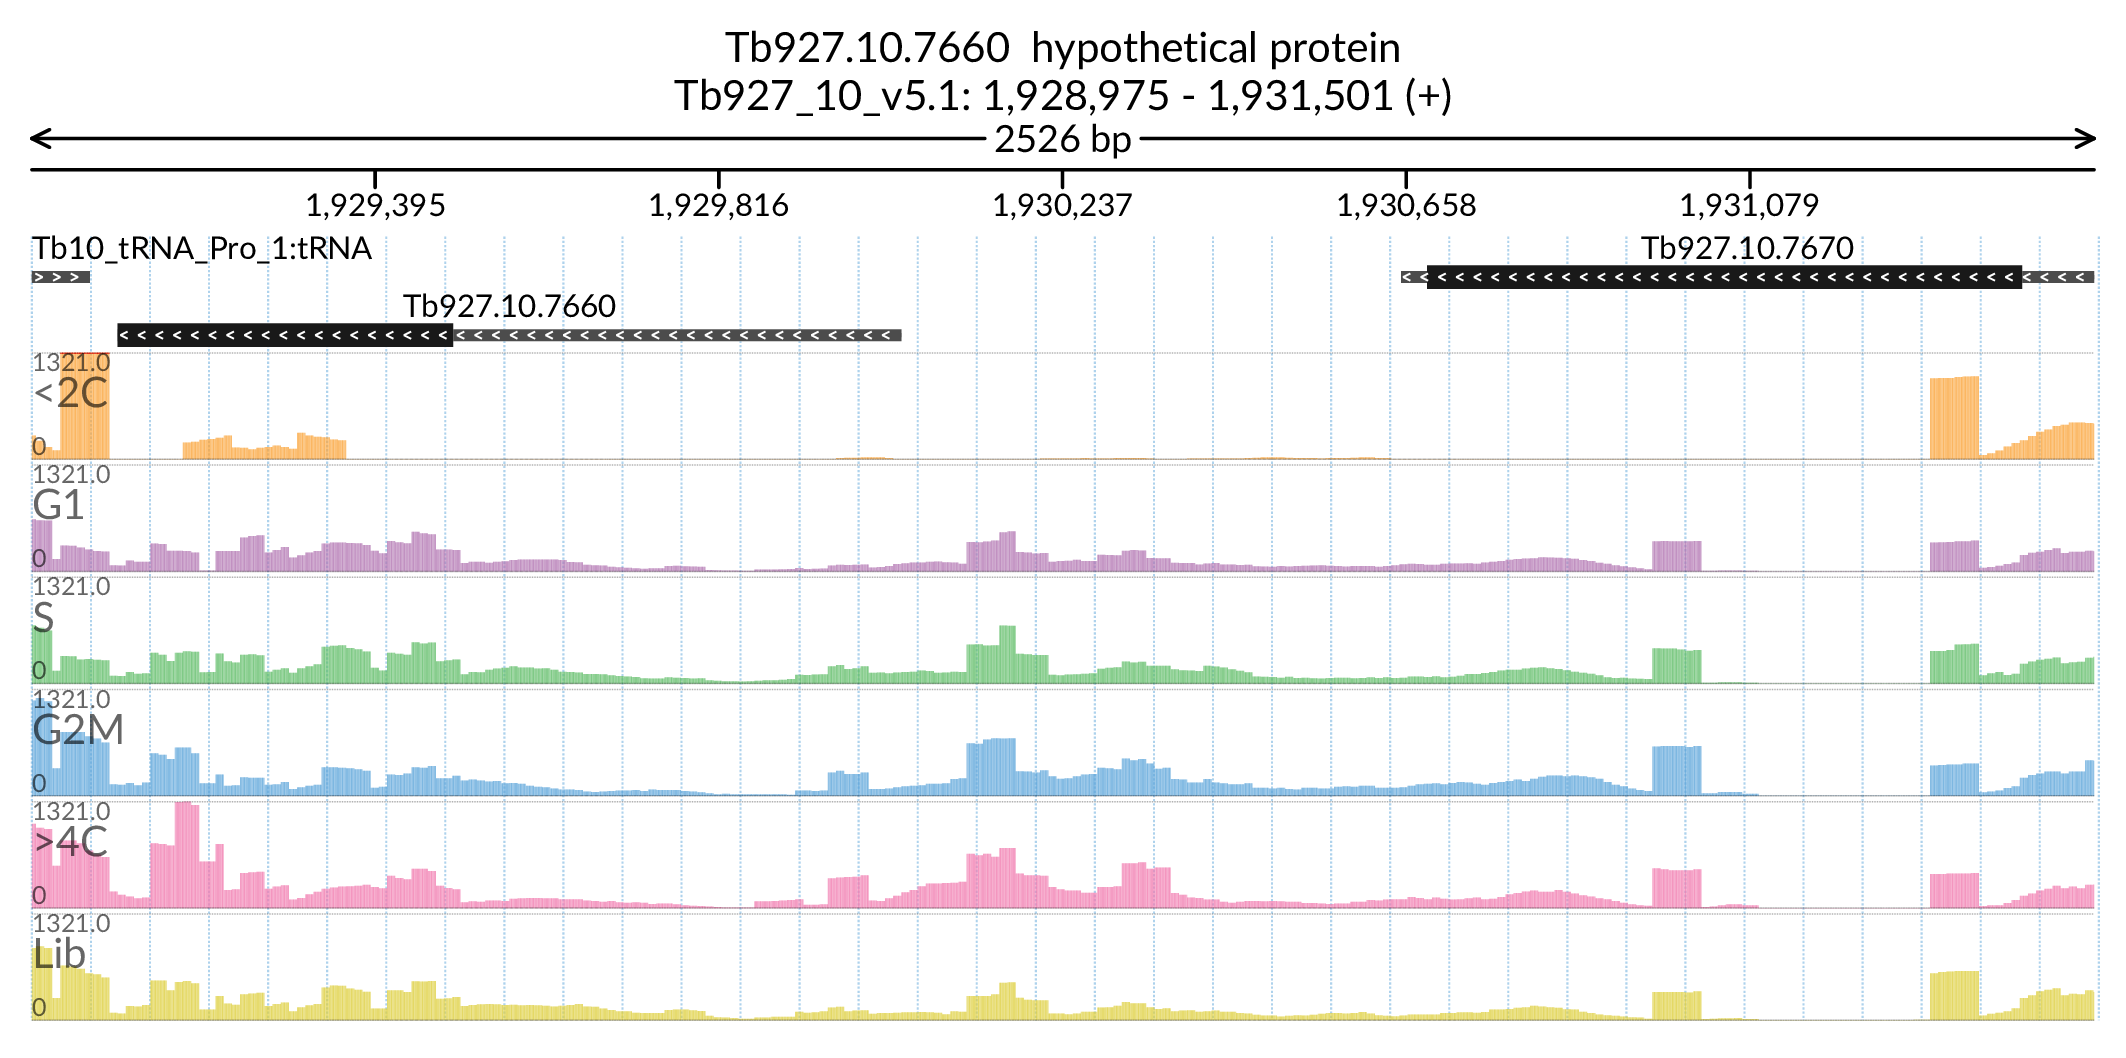 Tb927.10.7660  hypothetical protein
Tb927_10_v5.1: 1,928,975 - 1,931,501 (+)
2526 bp
1,929,395 1,929,816 1,930,237 1,930,658 1,931,079
Tb10_tRNA_Pro_1:tRNA Tb927.10.7670
Tb927.10.7660
1321.0
<2C
0
1321.0
G1
0
1321.0
S
0
1321.0
G2M
0
1321.0
>4C
0
1321.0
Lib
0